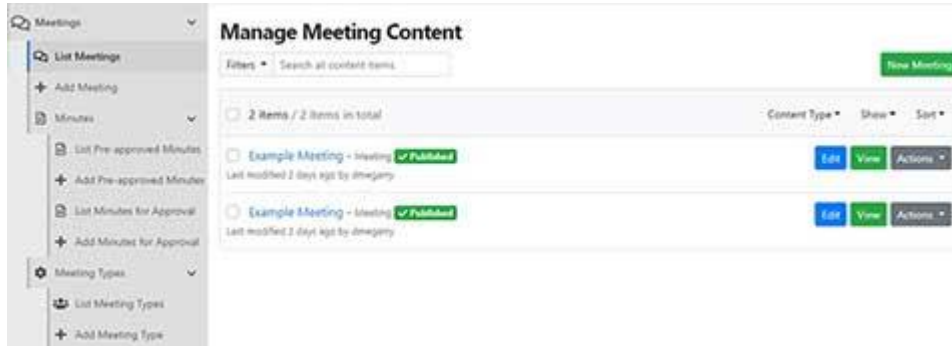 Meetings
List Meetings
Add Meeting
Minutes
List Pre-approved Minutes
Add Pre-approved Minutes
List Minutes for Approval
Add Minutes for Approval
Meeting Types
List Meeting Types
Add Meeting Type
Manage Meeting Content
Filters Search all content items
New Meeting
2 items / 2 items in total Content Type Show Sort
Example Meeting - Meeting Published Edit View Actions
Last modified 2 days ago by dmegarry
Example Meeting - Meeting Published Edit View Actions
Last modified 2 days ago by dmegarry